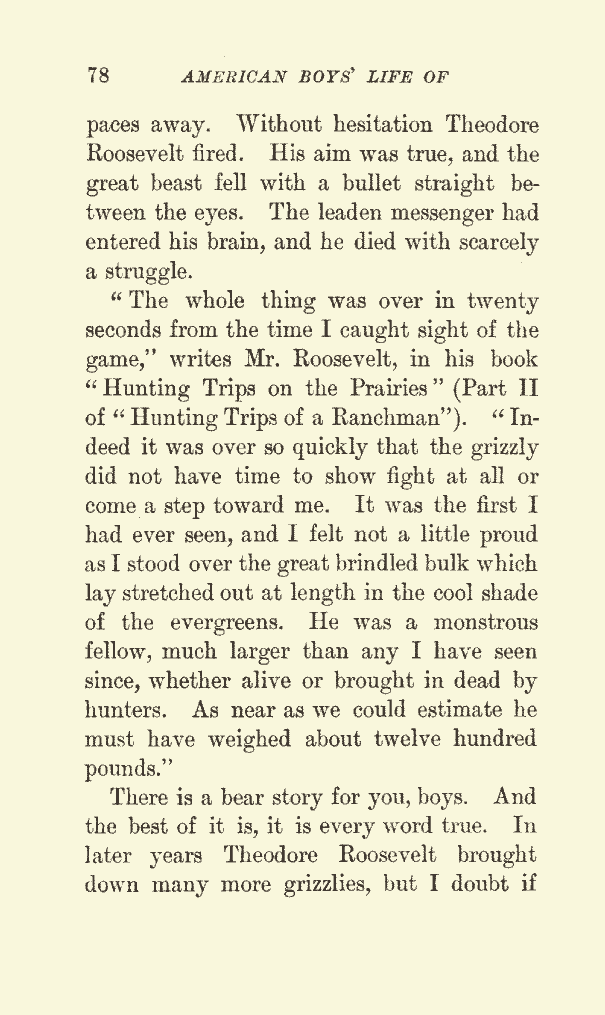 78 AMERICAN BOYS' LIFE OF
paces away. Without hesitation Theodore
Roosevelt fired. His aim was true, and the
great beast fell with a bullet straight be-
tween the eyes. The leaden messenger had
entered his brain, and he died with scarcely
a struggle.
" The whole thing was over in twenty
seconds from the time I caught sight of the
game," writes Mr. Roosevelt, in his book
" Hunting Trips on the Prairies " (Part II
of " Hunting Trips of a Ranchman"). " In-
deed it was over so quickly that the grizzly
did not have time to show fight at all or
come a step toward me. It was the first I
had ever seen, and I felt not a little proud
as I stood over the great brindled bulk which
lay stretched out at length in the cool shade
of the evergreens. He was a monstrous
fellow, much larger than any I have seen
since, whether alive or brought in dead by
hunters. As near as we could estimate he
must have weighed about twelve hundred
pounds."
There is a bear story for you, boys. And
the best of it is, it is every word true. In
later years Theodore Roosevelt brought
down many more grizzlies, but I doubt if